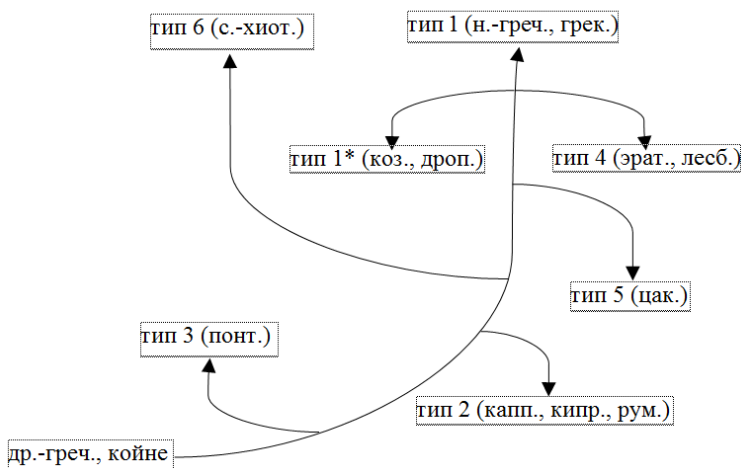 тип 6 (с.-хиот.)
тип 1 (н.-греч., грек.)
тип 1* (коз., дроп.)
тип 4 (эрат., лесб.)
тип 5 (цак.)
тип 3 (понт.)
тип 2 (капп., кипр., рум.)
др.-греч., койне